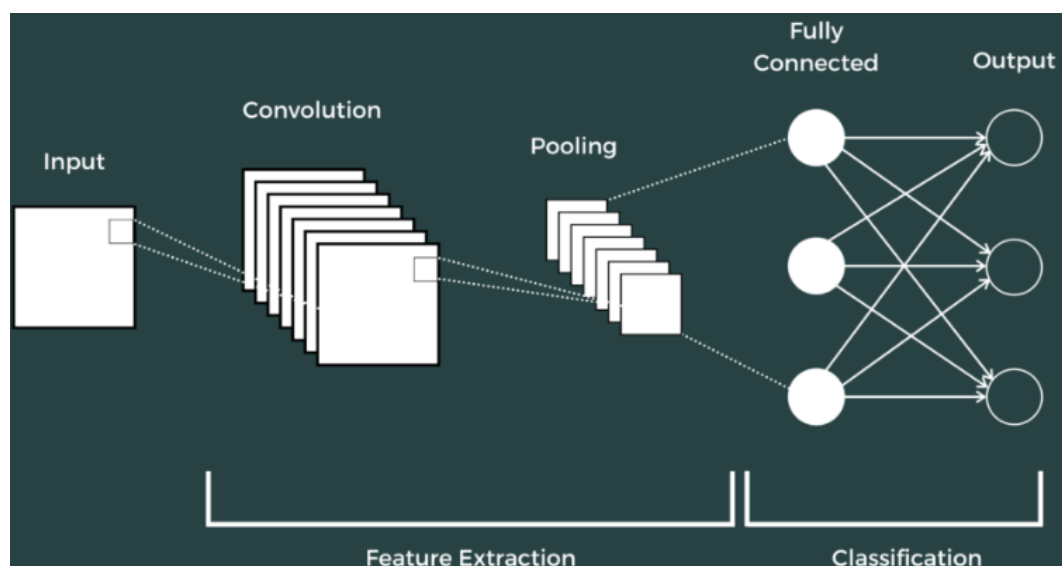 Input
Convolution
Pooling
Fully
Connected
Output
Feature Extraction
Classification